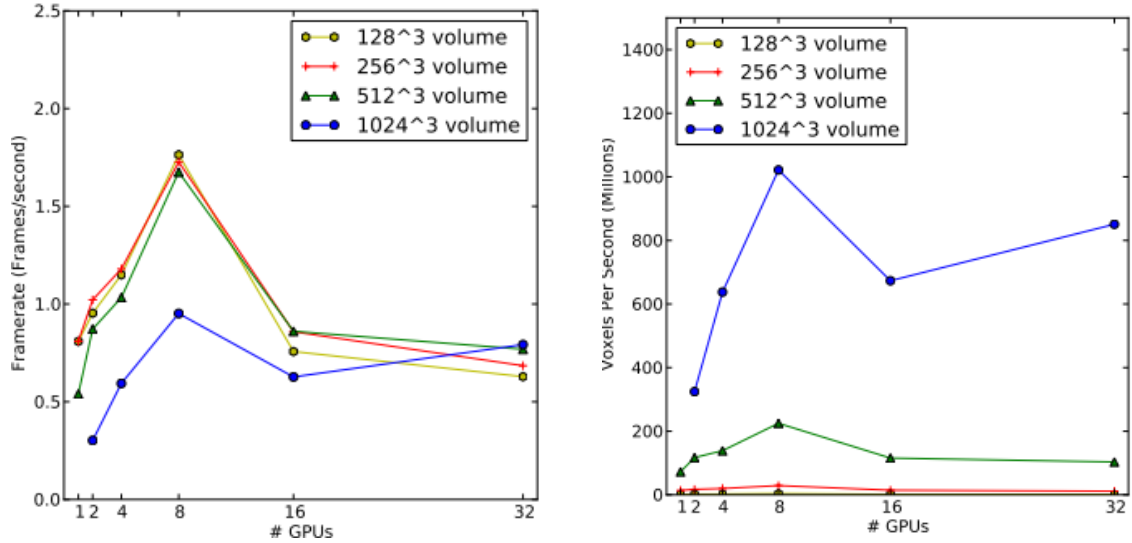 2.5
2.0
1.5
1.0
0.5
0.0
Framerate (Frames/second)
128^3 volume
256^3 volume
512^3 volume
1024^3 volume
1 2 4 8 16 32
# GPUs
1400
1200
1000
800
600
400
200
0
Voxels Per Second (Millions)
128^3 volume
256^3 volume
512^3 volume
1024^3 volume
1 2 4 8 16 32
# GPUs